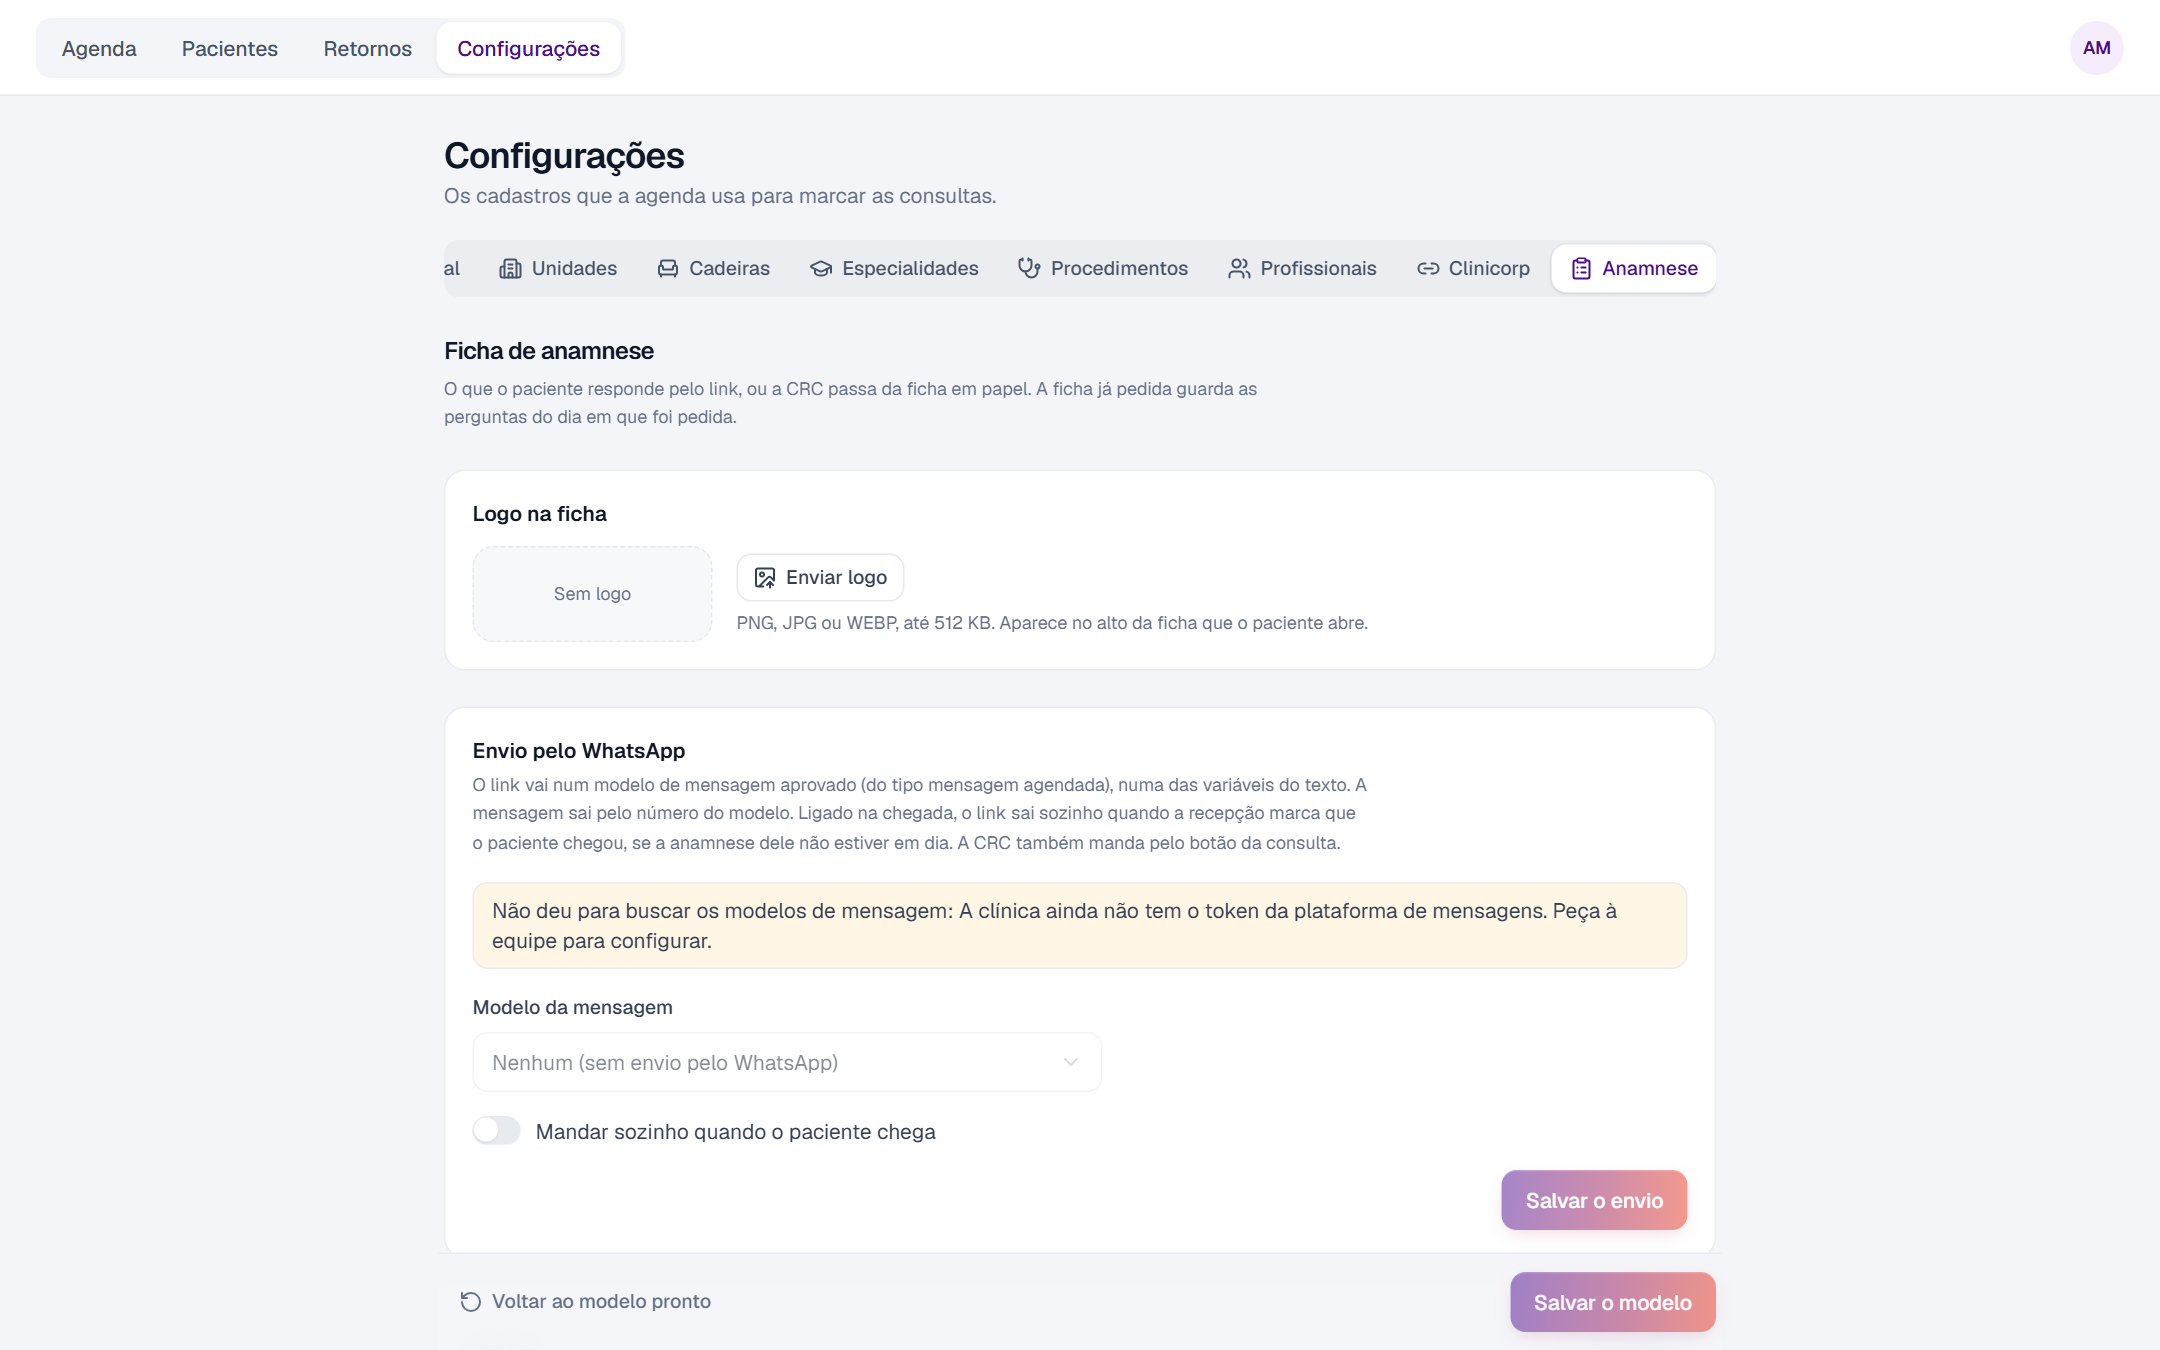 Agenda
Pacientes
Retornos
Configurações
AM
Configurações
Os cadastros que a agenda usa para marcar as consultas.
al
Unidades
Cadeiras
Especialidades
Procedimentos
Profissionais
Clinicorp
Anamnese
Ficha de anamnese
O que o paciente responde pelo link, ou a CRC passa da ficha em papel. A ficha já pedida guarda as
perguntas do dia em que foi pedida.
Logo na ficha
Sem logo
Enviar logo
PNG, JPG ou WEBP, até 512 KB. Aparece no alto da ficha que o paciente abre.
Envio pelo WhatsApp
O link vai num modelo de mensagem aprovado (do tipo mensagem agendada), numa das variáveis do texto. A
mensagem sai pelo número do modelo. Ligado na chegada, o link sai sozinho quando a recepção marca que
o paciente chegou, se a anamnese dele não estiver em dia. A CRC também manda pelo botão da consulta.
Não deu para buscar os modelos de mensagem: A clínica ainda não tem o token da plataforma de mensagens. Peça à
equipe para configurar.
Modelo da mensagem
Nenhum (sem envio pelo WhatsApp)
Mandar sozinho quando o paciente chega
Salvar o envio
Voltar ao modelo pronto
Salvar o modelo